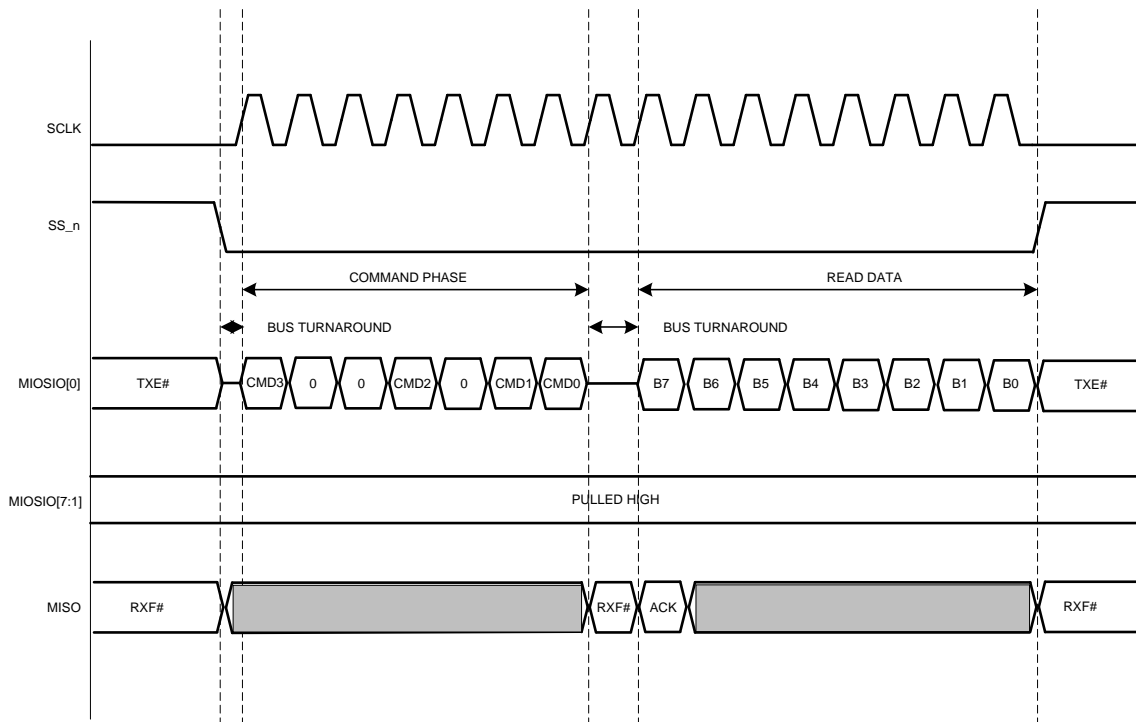 SCLK
SS_n
COMMAND PHASE READ DATA
BUS TURNAROUND BUS TURNAROUND
MIOSIO[0] TXE# CMD3 0 0 CMD2 0 CMD1 CMD0 B7 B6 B5 B4 B3 B2 B1 B0 TXE#
MIOSIO[7:1] PULLED HIGH
MISO RXF# RXF# ACK RXF#